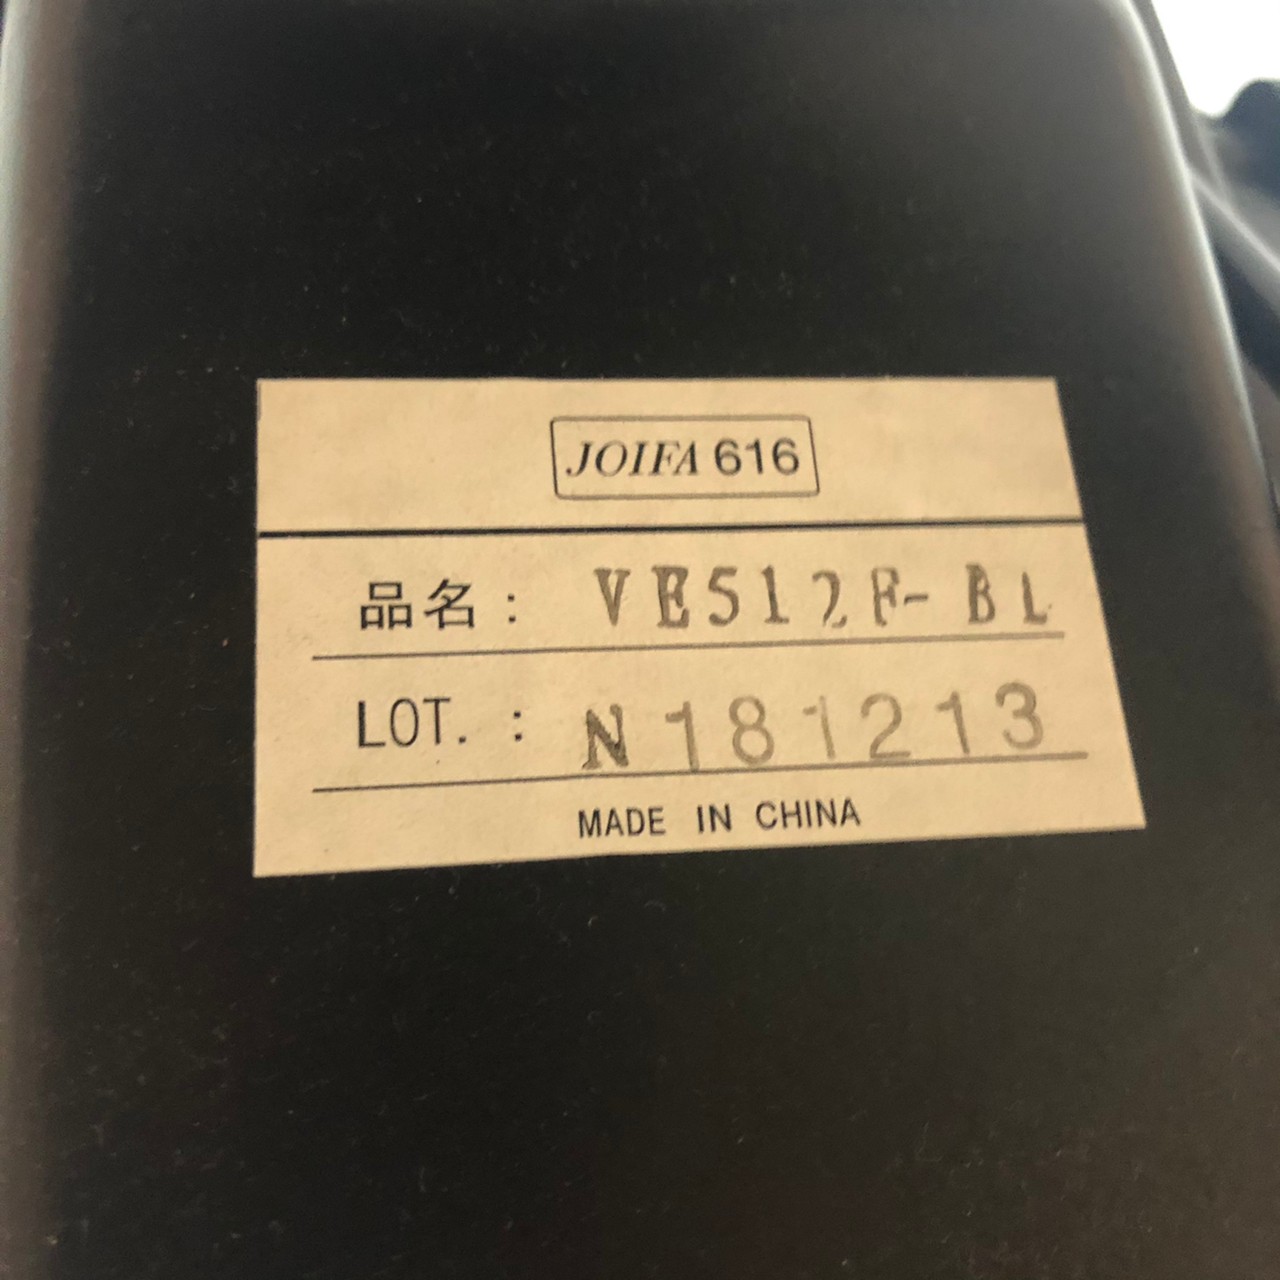 JOIFA 616
品名： VE512F-BL
LOT.： N181213
MADE IN CHINA